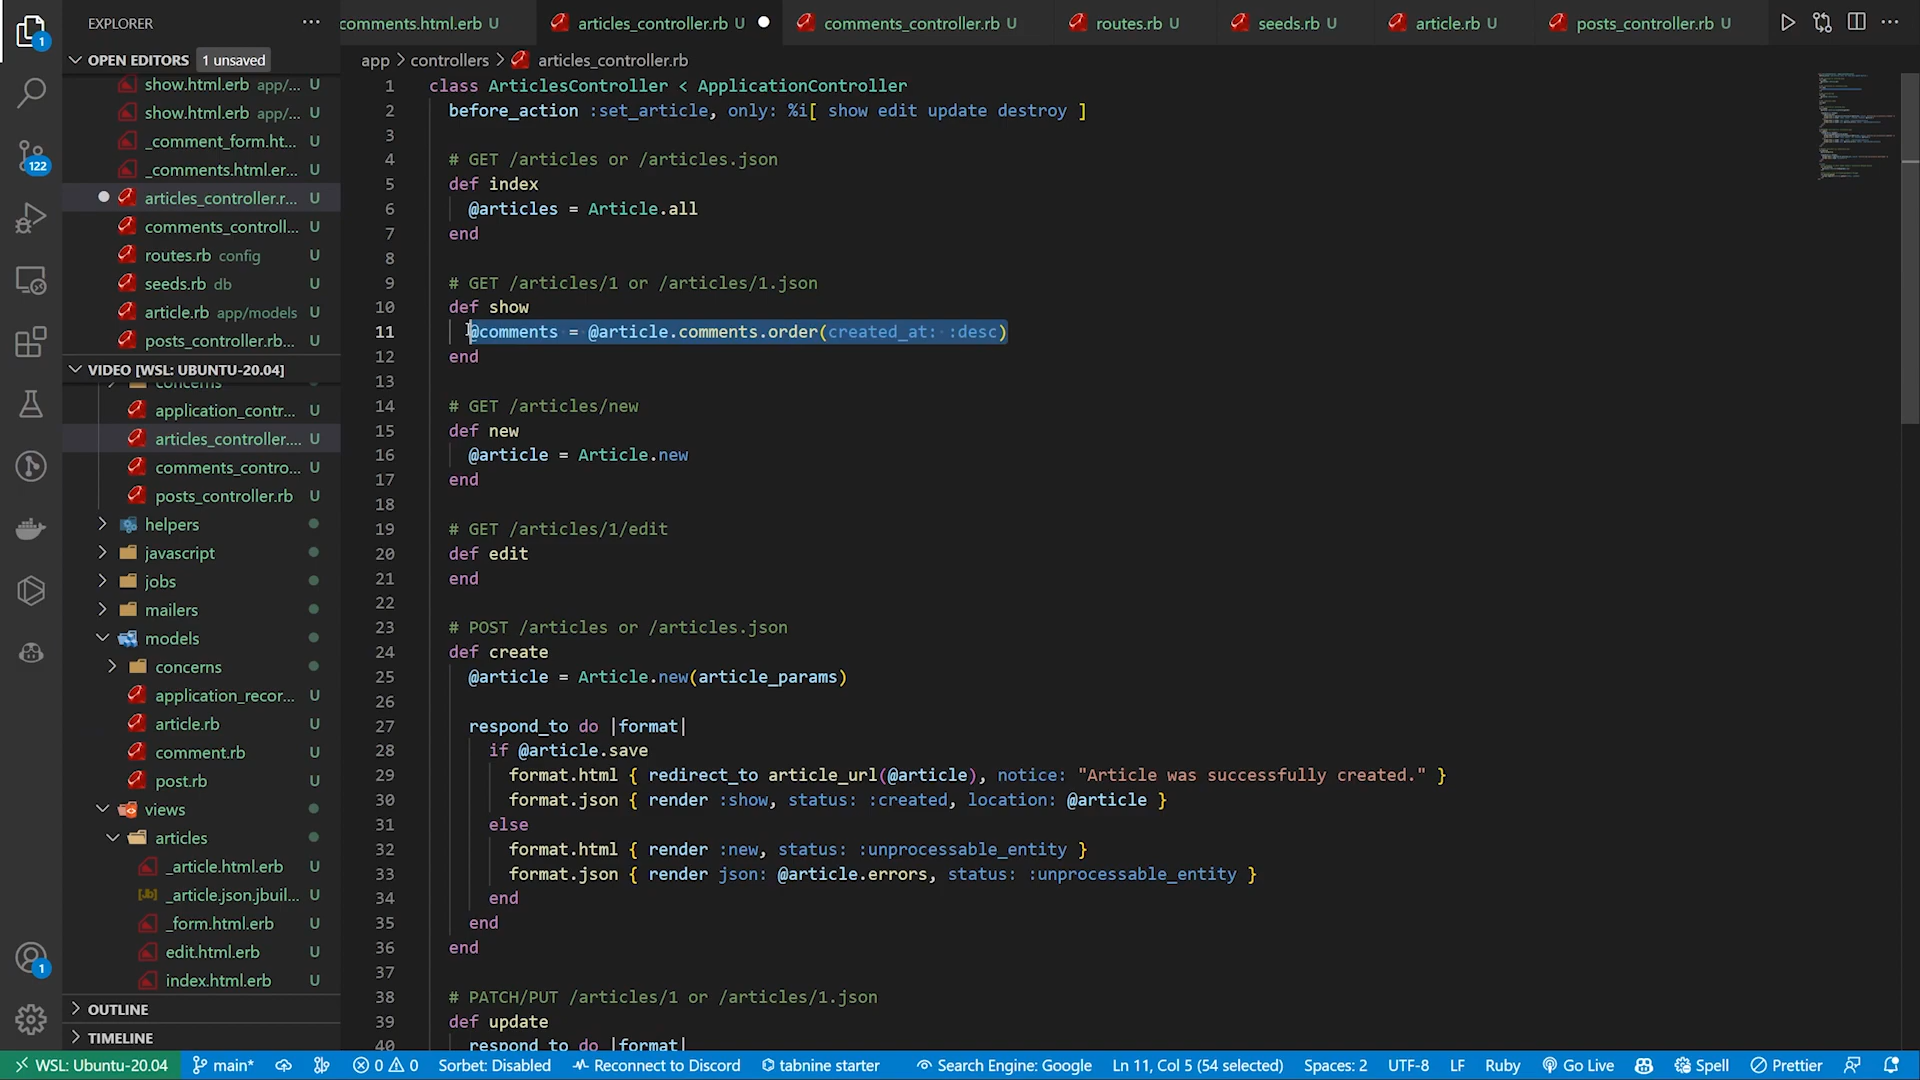 EXPLORER
OPEN EDITORS 1 unsaved
show.html.erb app/... U
show.html.erb app/... U
_comment_form.ht... U
_comments.html.er... U
articles_controller.r... U
comments_controll... U
routes.rb config U
seeds.rb db U
article.rb app/models U
posts_controller.rb... U
VIDEO [WSL: UBUNTU-20.04]
concerns
application_contr... U
articles_controller.... U
comments_contro... U
posts_controller.rb U
helpers
javascript
jobs
mailers
models
concerns
application_recor... U
article.rb U
comment.rb U
post.rb U
views
articles
_article.html.erb U
_article.json.jbuil... U
_form.html.erb U
edit.html.erb U
index.html.erb U
OUTLINE
TIMELINE
1
122
1
comments.html.erb U
articles_controller.rb U
comments_controller.rb U
routes.rb U
seeds.rb U
article.rb U
posts_controller.rb U
app > controllers > articles_controller.rb
1 class ArticlesController < ApplicationController
2 before_action :set_article, only: %i[ show edit update destroy ]
3
4 # GET /articles or /articles.json
5 def index
6 @articles = Article.all
7 end
8
9 # GET /articles/1 or /articles/1.json
10 def show
11 @comments = @article.comments.order(created_at: :desc)
12 end
13
14 # GET /articles/new
15 def new
16 @article = Article.new
17 end
18
19 # GET /articles/1/edit
20 def edit
21 end
22
23 # POST /articles or /articles.json
24 def create
25 @article = Article.new(article_params)
26
27 respond_to do |format|
28 if @article.save
29 format.html { redirect_to article_url(@article), notice: "Article was successfully created." }
30 format.json { render :show, status: :created, location: @article }
31 else
32 format.html { render :new, status: :unprocessable_entity }
33 format.json { render json: @article.errors, status: :unprocessable_entity }
34 end
35 end
36 end
37
38 # PATCH/PUT /articles/1 or /articles/1.json
39 def update
40 respond_to do |format|
WSL: Ubuntu-20.04 main* 0 0 Sorbet: Disabled Reconnect to Discord tabnine starter Search Engine: Google Ln 11, Col 5 (54 selected) Spaces: 2 UTF-8 LF Ruby Go Live Spell Prettier